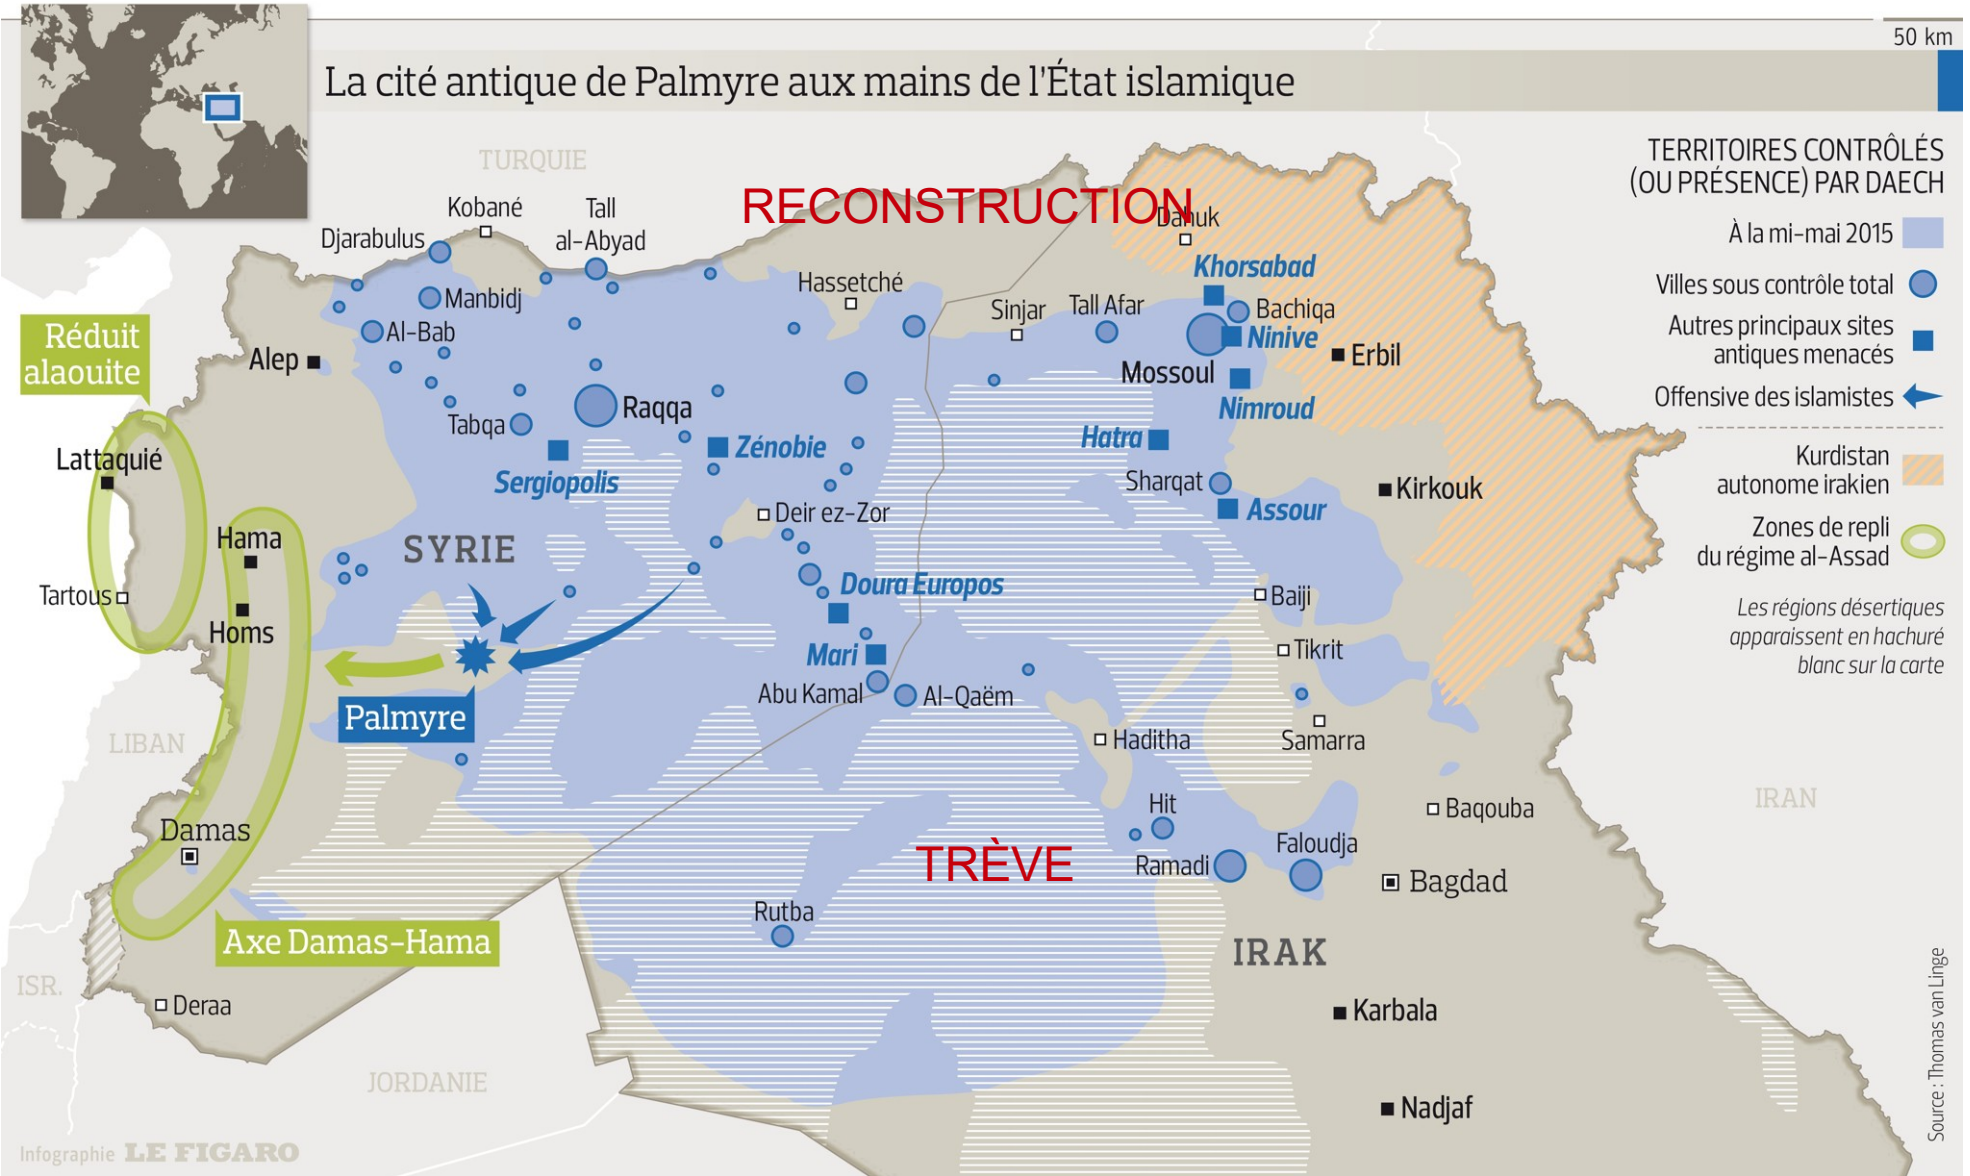 50 km
La cité antique de Palmyre aux mains de l'État islamique
TERRITOIRES CONTRÔLÉS
(OU PRÉSENCE) PAR DAECH
À la mi-mai 2015
Villes sous contrôle total
Autres principaux sites
antiques menacés
Offensive des islamistes
Kurdistan
autonome irakien
Zones de repli
du régime al-Assad
Les régions désertiques
apparaissent en hachuré
blanc sur la carte
TURQUIE
RECONSTRUCTION
Kobané
Tall
al-Abyad
Djarabulus
Dahuk
Khorsabad
Hassetché
Manbidj
Sinjar
Tall Afar
Bachiqa
Al-Bab
Ninive
Réduit
alaouite
Alep
Erbil
Mossoul
Raqqa
Nimroud
Tabqa
Zénobie
Hatra
Lattaquié
Sergiopolis
Sharqat
Kirkouk
Assour
Deir ez-Zor
Hama
SYRIE
Doura Europos
Tartous
Baiji
Homs
Mari
Tikrit
Abu Kamal
Al-Qaëm
Palmyre
LIBAN
Haditha
Samarra
IRAN
Hit
Baqouba
Damas
Faloudja
TRÈVE
Ramadi
Bagdad
Rutba
Axe Damas-Hama
IRAK
ISR.
Deraa
Karbala
JORDANIE
Nadjaf
Infographie LE FIGARO
Source : Thomas van Linge